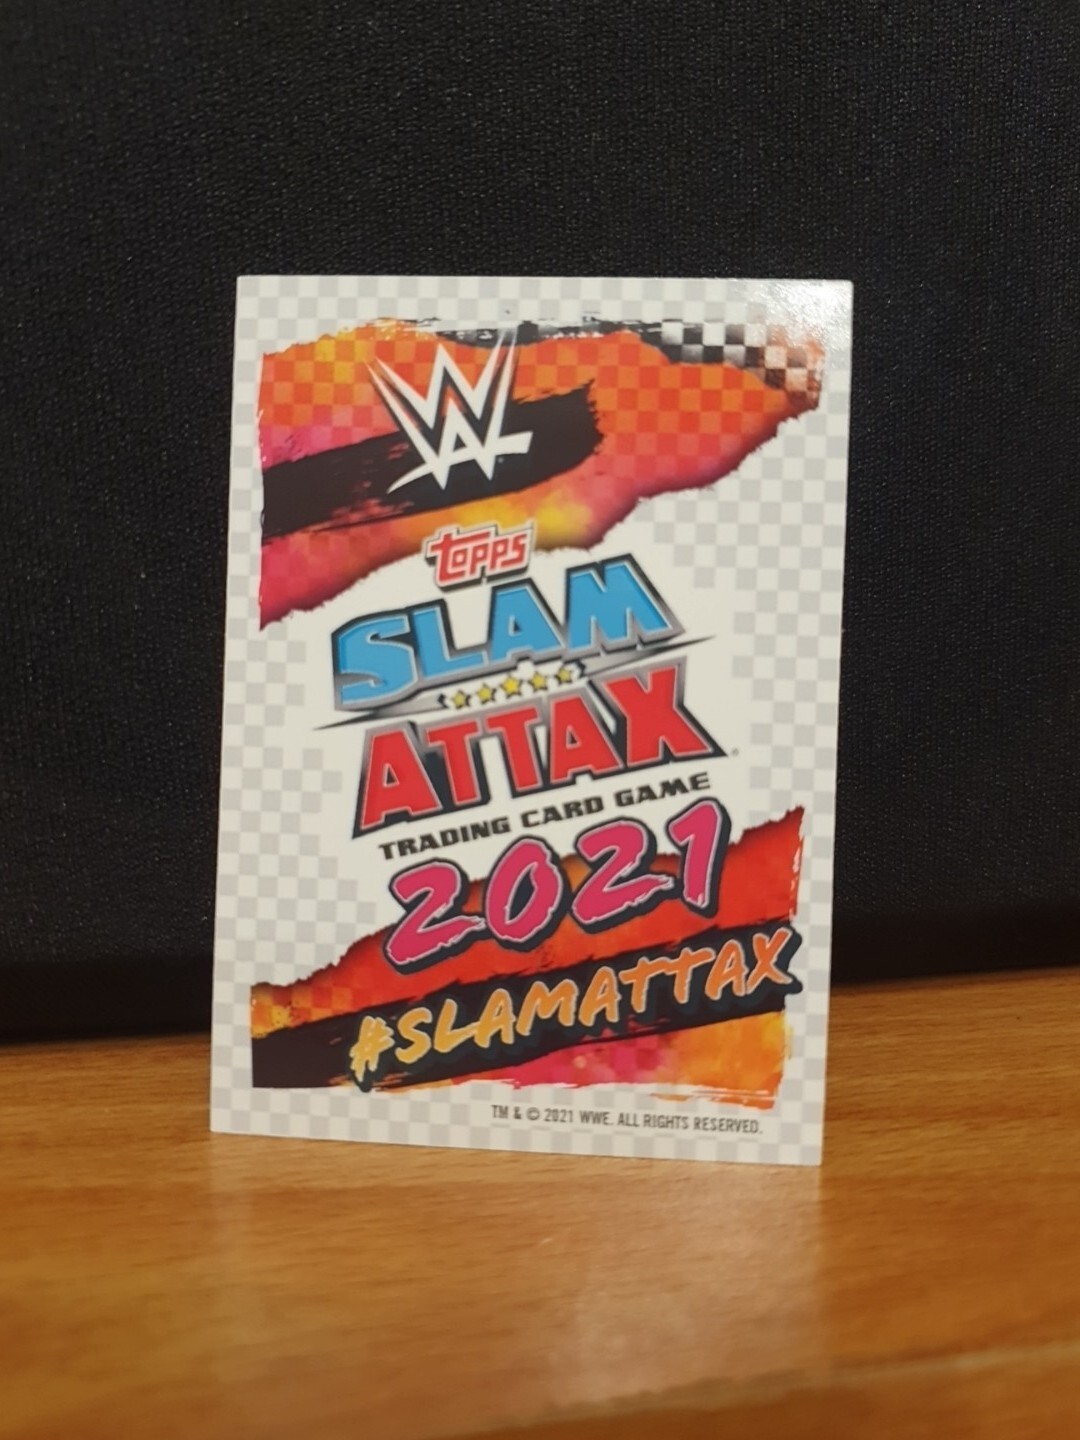 W
topps
SLAM
ATTAX
TRADING CARD GAME
2021
#SLAMATTAX
TM & © 2021 WWE. ALL RIGHTS RESERVED.